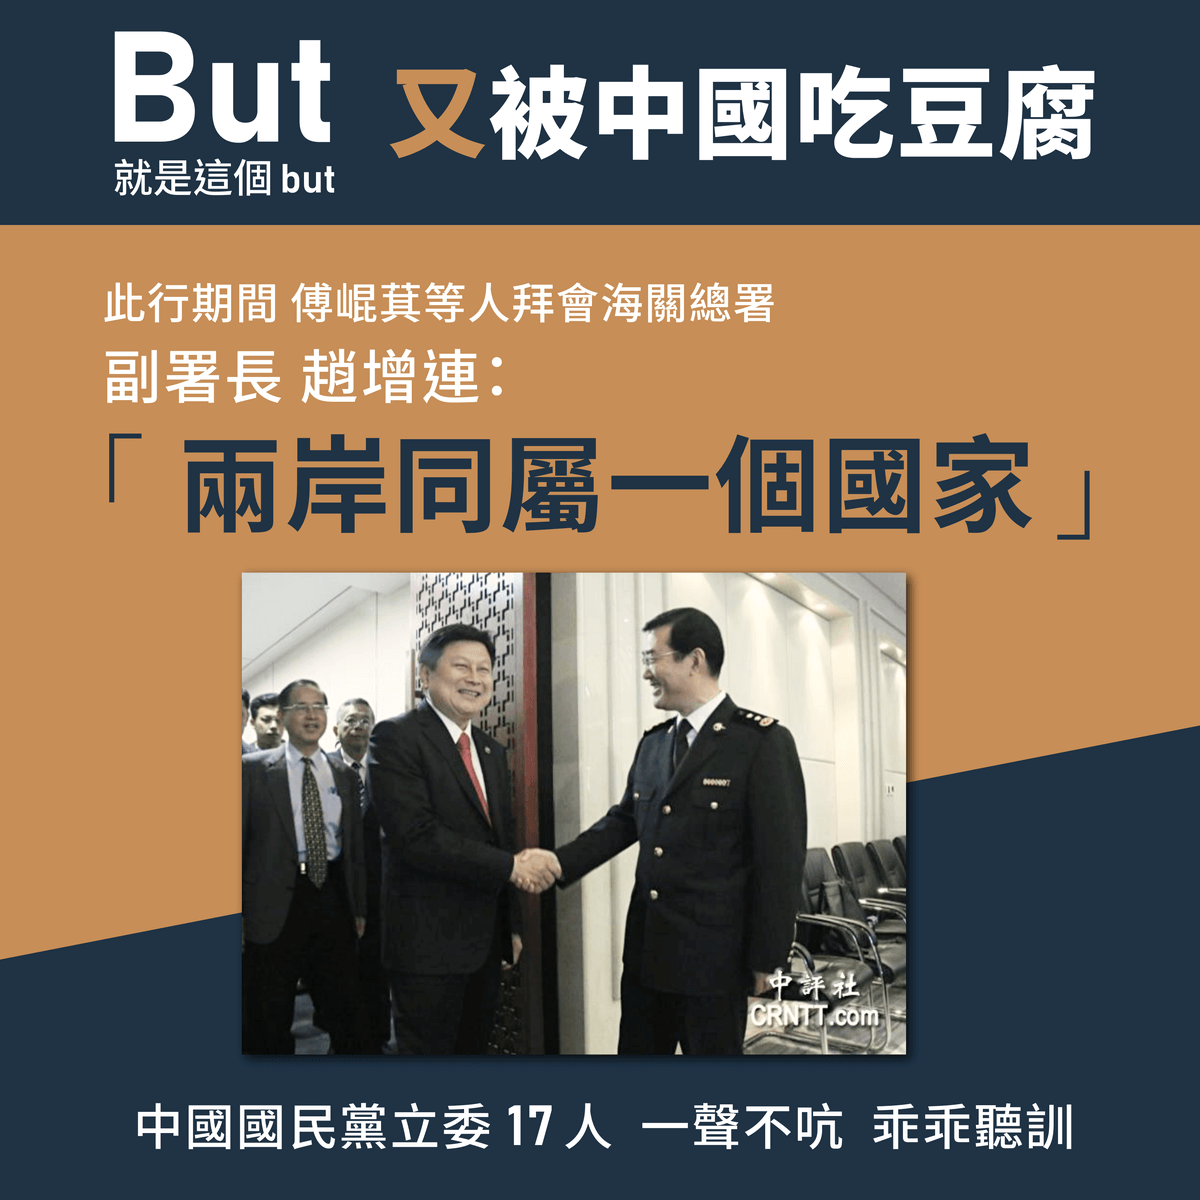 But
就是這個 but
又被中國吃豆腐
此行期間 傅崐萁等人拜會海關總署
副署長 趙增連：
「兩岸同屬一個國家」
中評社
CRNTT.com
中國國民黨立委 17 人 一聲不吭 乖乖聽訓